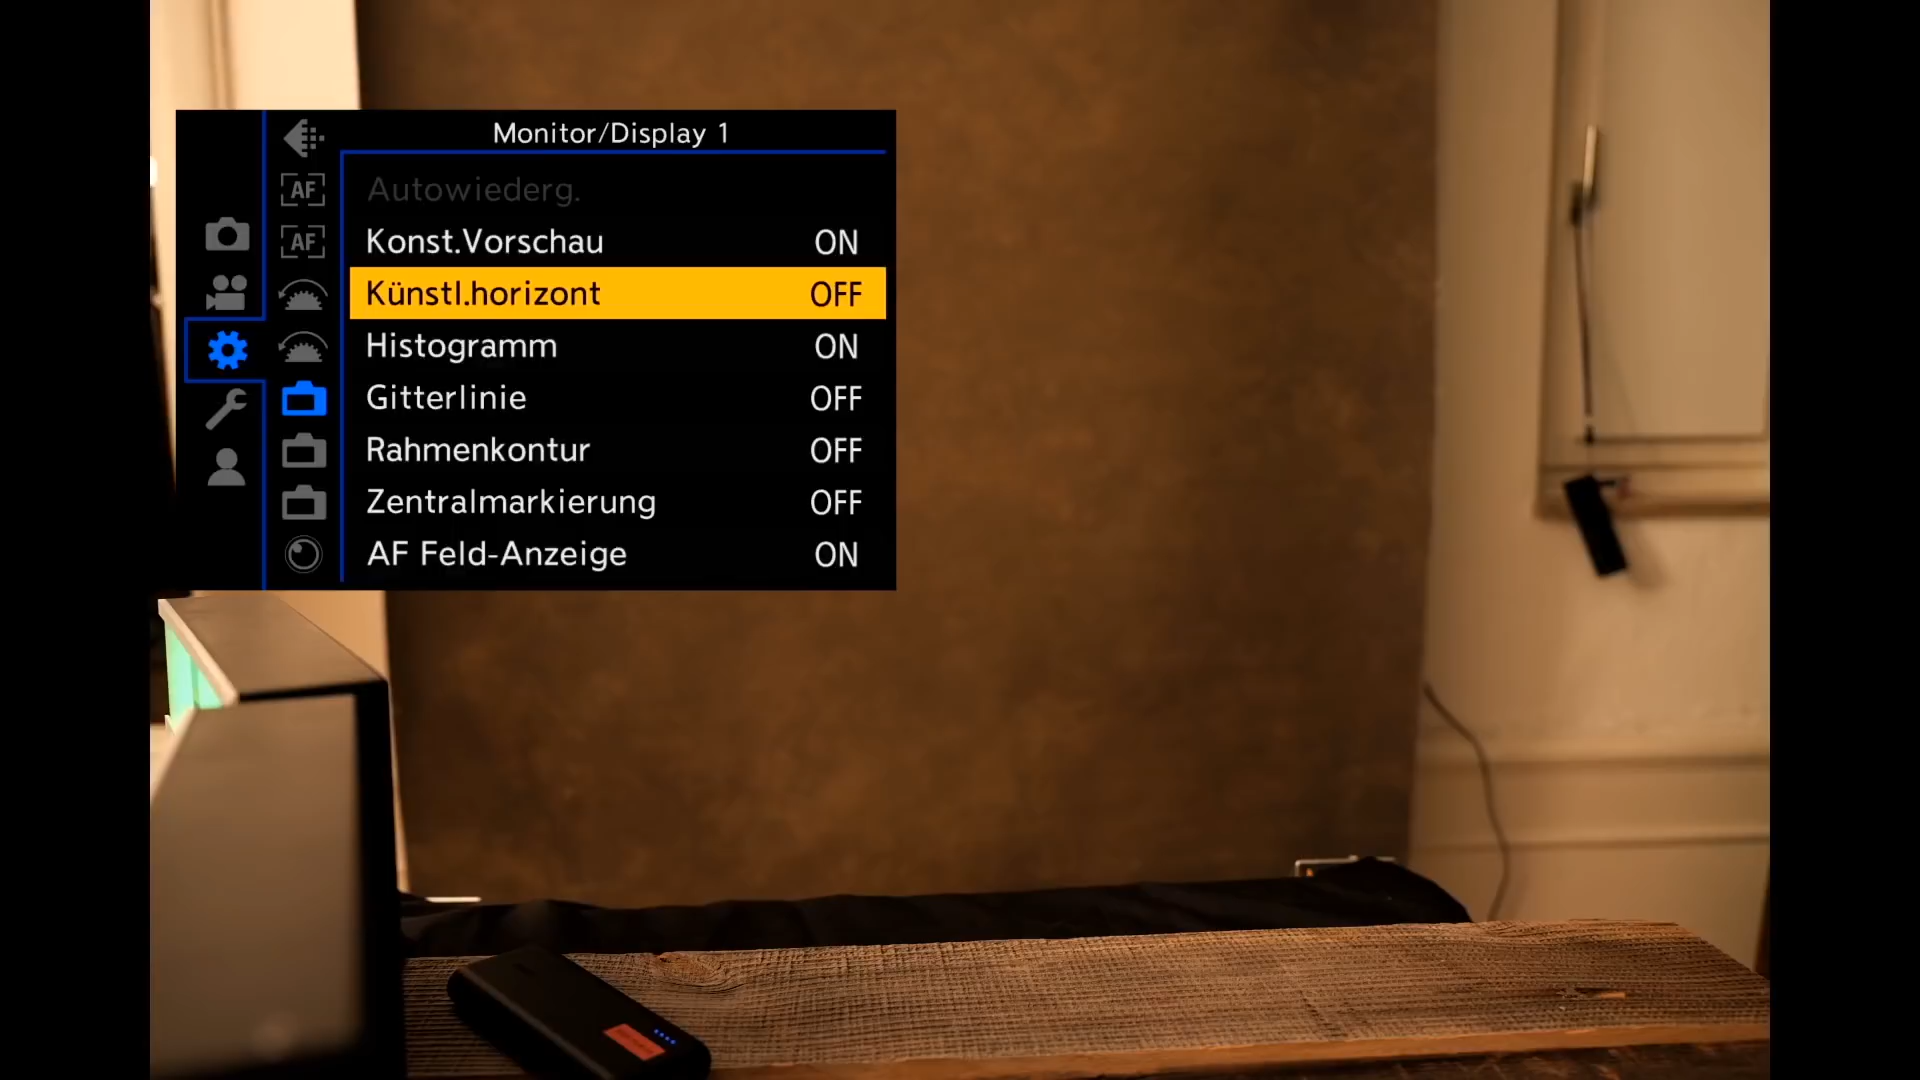 Monitor/Display 1
AF
Autowiederg.
AF
Konst.Vorschau ON
Künstl.horizont OFF
Histogramm ON
Gitterlinie OFF
Rahmenkontur OFF
Zentralmarkierung OFF
AF Feld-Anzeige ON